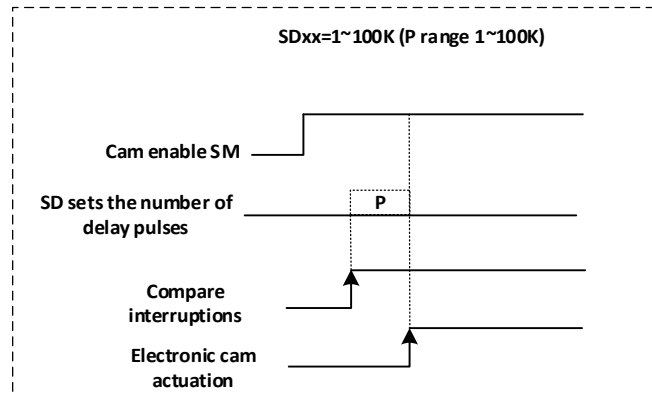 SDxx=1~100K (P range 1~100K)
Cam enable SM
SD sets the number of
delay pulses
P
Compare
interruptions
Electronic cam
actuation